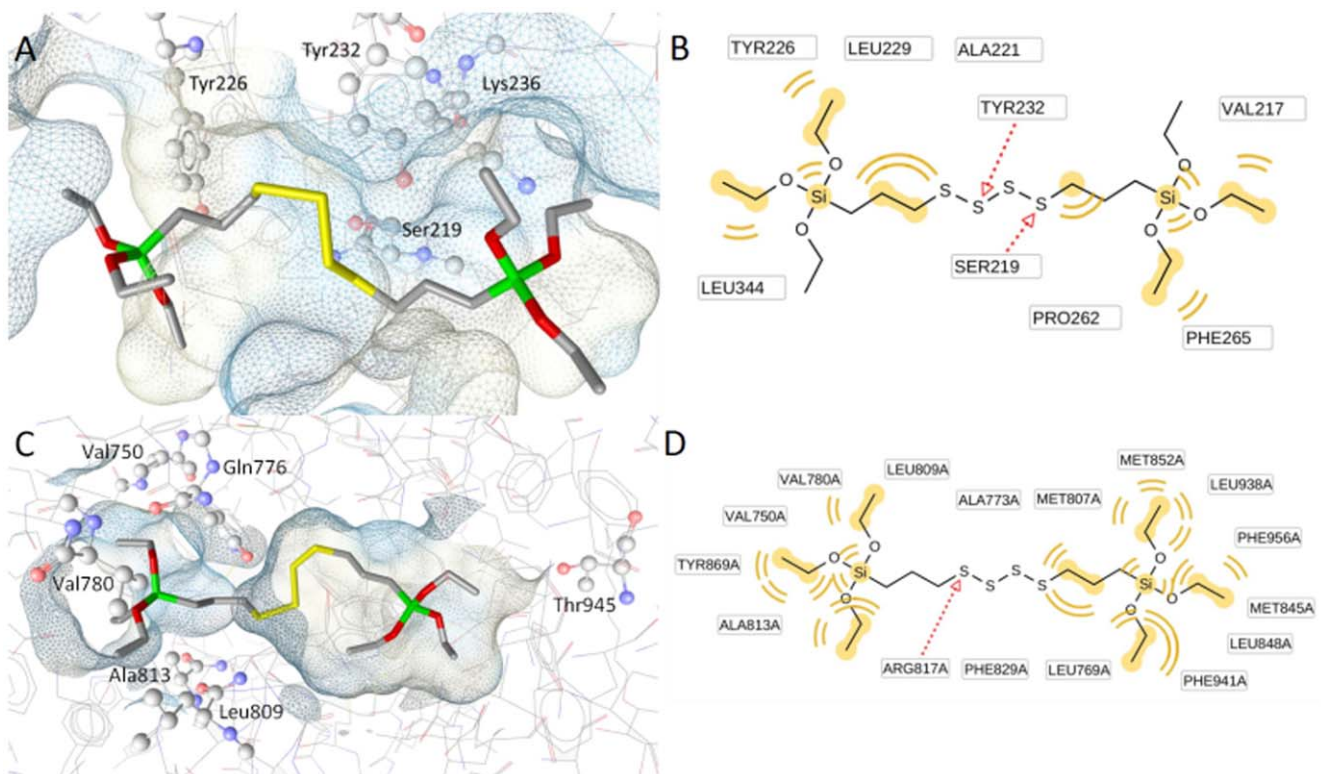 A
Tyr232
Tyr226
Lys236
Ser219
B
TYR226
LEU229
ALA221
TYR232
VAL217
O
O
Si
O
S
S
S
S
O
Si
O
O
SER219
LEU344
PRO262
PHE265
C
Val750
Gln776
Val780
Thr945
Ala813
Leu809
D
MET852A
LEU809A
VAL780A
LEU938A
ALA773A
MET807A
VAL750A
PHE956A
TYR869A
O
O
Si
O
S
S
S
S
O
Si
O
O
MET845A
ALA813A
LEU848A
ARG817A
PHE829A
LEU769A
PHE941A